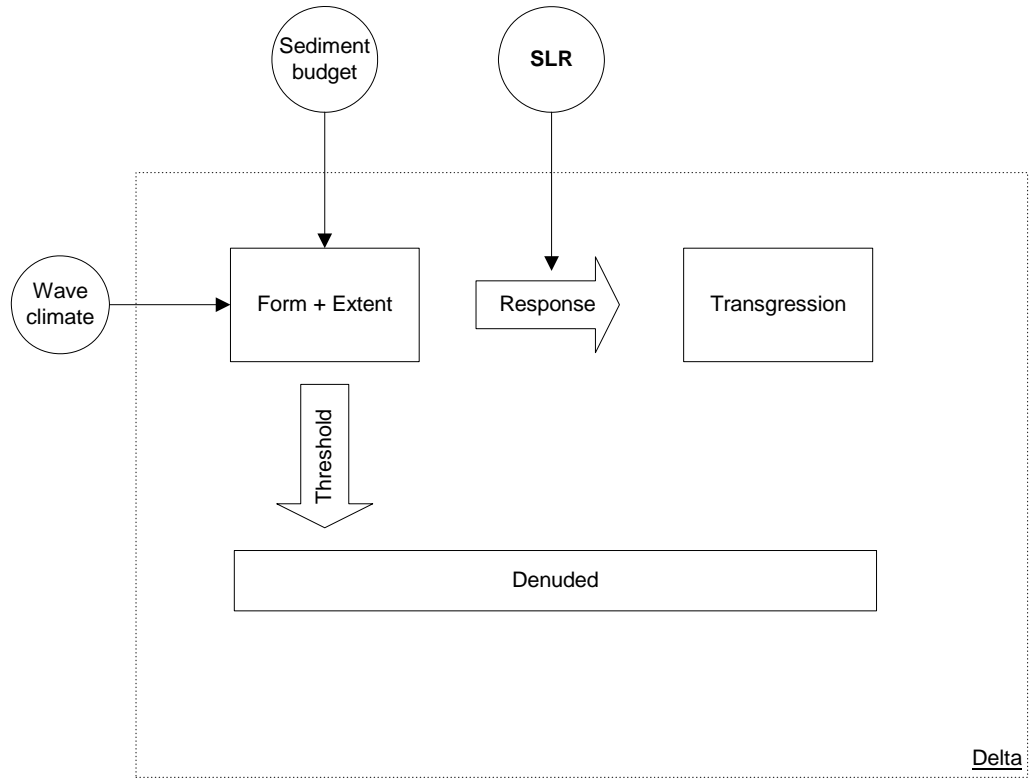 Sediment
budget
SLR
Wave
climate
Form + Extent
Response
Transgression
Threshold
Denuded
Delta